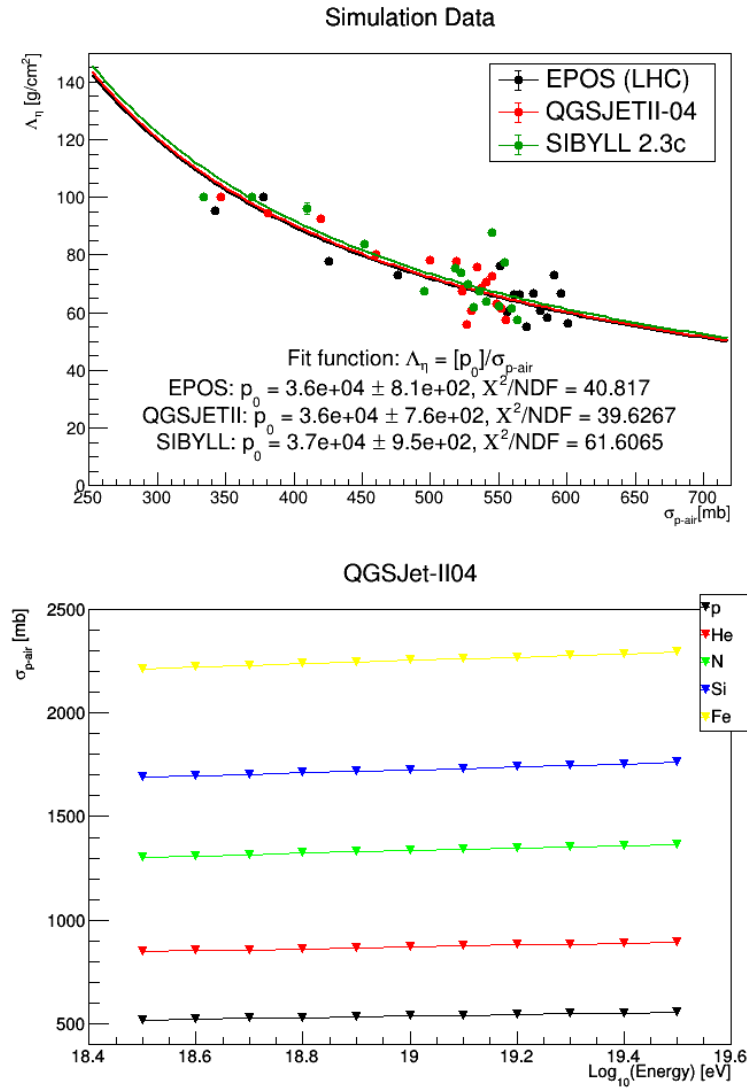 Simulation Data
Λη [g/cm²]
EPOS (LHC)
QGSJETII-04
SIBYLL 2.3c
140
120
100
80
60
40
20
0
Fit function: Λη = [p₀]/σp-air
EPOS: p₀ = 3.6e+04 ± 8.1e+02, Χ²/NDF = 40.817
QGSJETII: p₀ = 3.6e+04 ± 7.6e+02, Χ²/NDF = 39.6267
SIBYLL: p₀ = 3.7e+04 ± 9.5e+02, Χ²/NDF = 61.6065
250 300 350 400 450 500 550 600 650 700
σp-air[mb]
QGSJet-II04
σp-air [mb]
2500
2000
1500
1000
500
p
He
N
Si
Fe
18.4 18.6 18.8 19 19.2 19.4 19.6
Log₁₀(Energy) [eV]